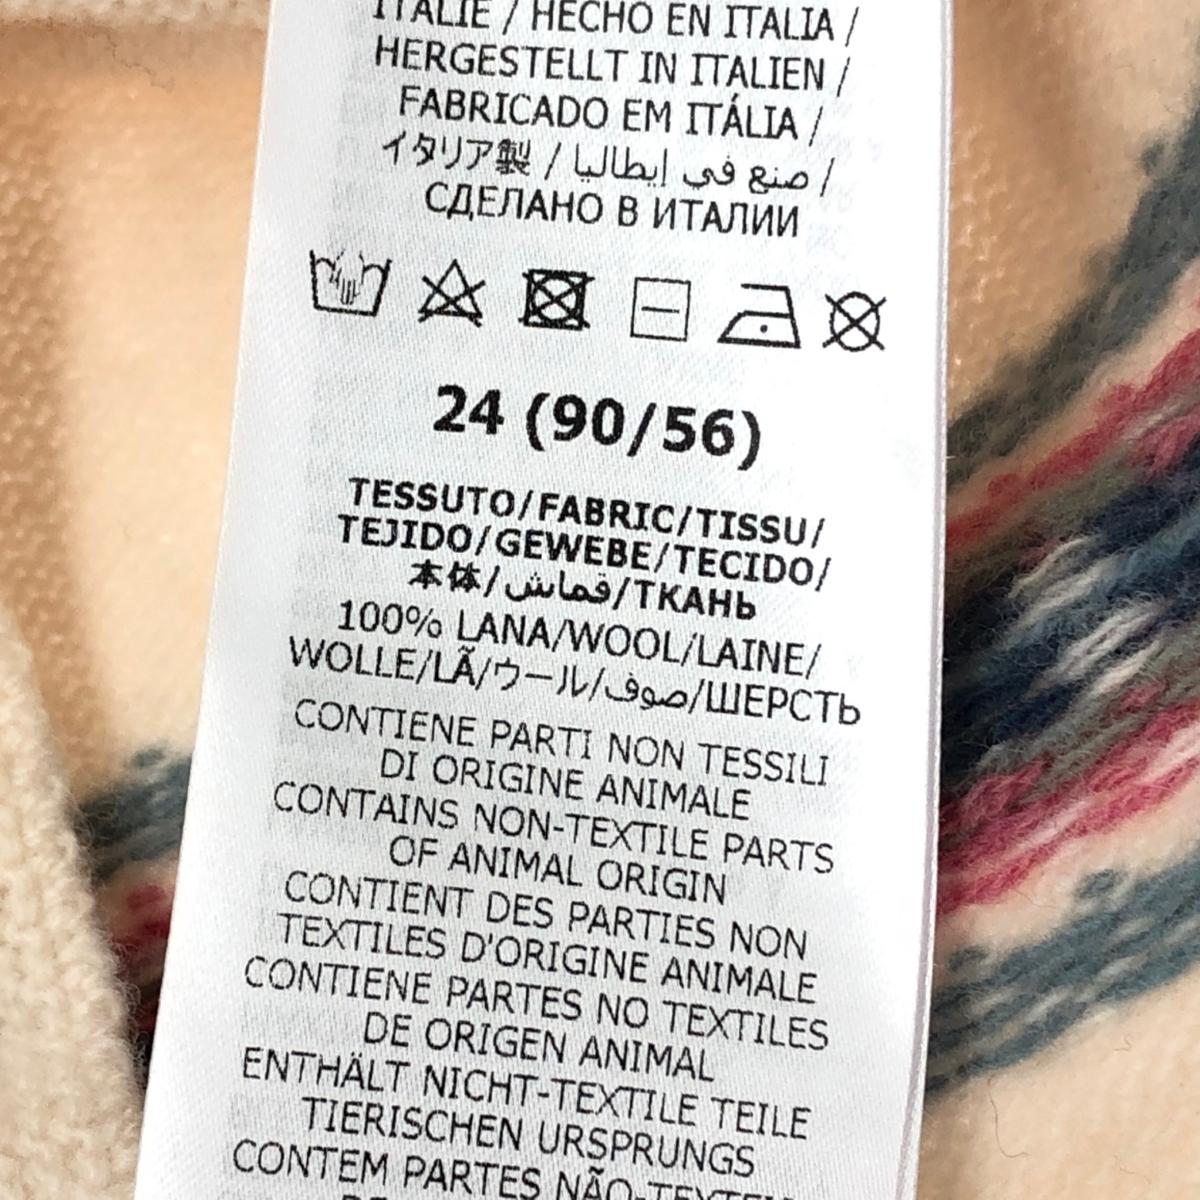 ITALIE / HECHO EN ITALIA /
HERGESTELLT IN ITALIEN /
FABRICADO EM ITÁLIA /
イタリア製 / صنع في إيطاليا /
СДЕЛАНО В ИТАЛИИ
24 (90/56)
TESSUTO/FABRIC/TISSU/
TEJIDO/GEWEBE/TECIDO/
本体/قماش/ТКАНЬ
100% LANA/WOOL/LAINE/
WOLLE/LÃ/ウール/صوف/ШЕРСТЬ
CONTIENE PARTI NON TESSILI
DI ORIGINE ANIMALE
CONTAINS NON-TEXTILE PARTS
OF ANIMAL ORIGIN
CONTIENT DES PARTIES NON
TEXTILES D'ORIGINE ANIMALE
CONTIENE PARTES NO TEXTILES
DE ORIGEN ANIMAL
ENTHÄLT NICHT-TEXTILE TEILE
TIERISCHEN URSPRUNGS
CONTEM PARTES